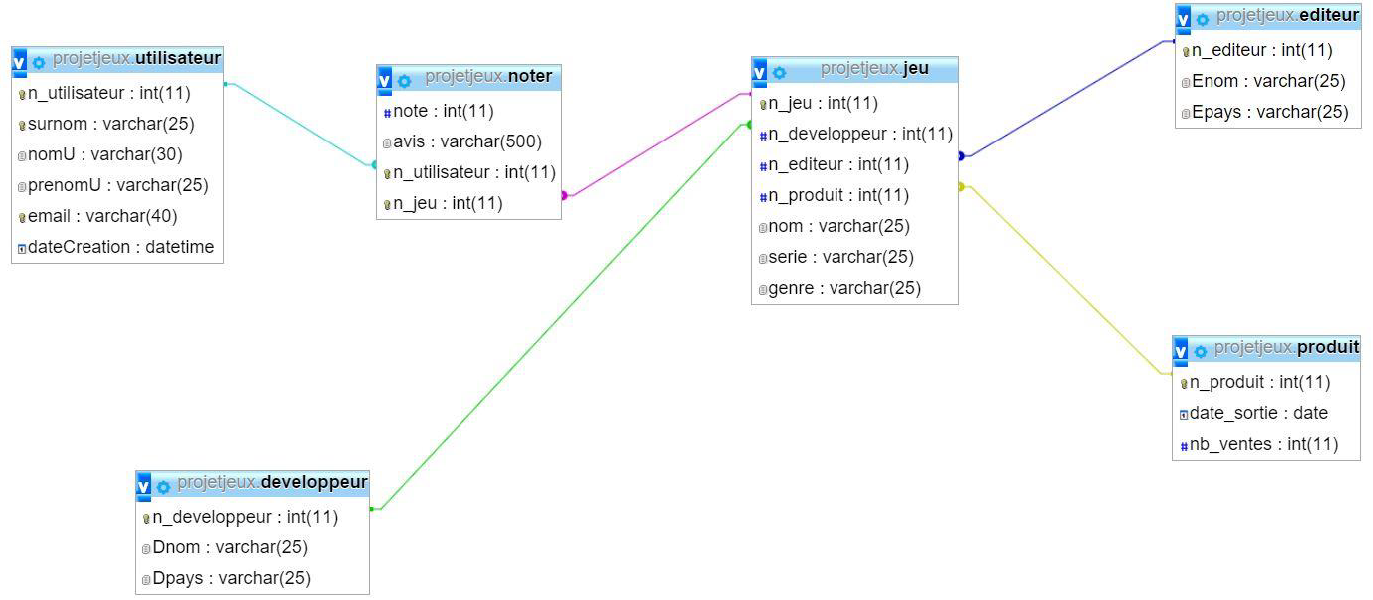 projetjeux.utilisateur
n_utilisateur : int(11)
surnom : varchar(25)
nomU : varchar(30)
prenomU : varchar(25)
email : varchar(40)
dateCreation : datetime
projetjeux.noter
note : int(11)
avis : varchar(500)
n_utilisateur : int(11)
n_jeu : int(11)
projetjeux.jeu
n_jeu : int(11)
n_developpeur : int(11)
n_editeur : int(11)
n_produit : int(11)
nom : varchar(25)
serie : varchar(25)
genre : varchar(25)
projetjeux.editeur
n_editeur : int(11)
Enom : varchar(25)
Epays : varchar(25)
projetjeux.produit
n_produit : int(11)
date_sortie : date
nb_ventes : int(11)
projetjeux.developpeur
n_developpeur : int(11)
Dnom : varchar(25)
Dpays : varchar(25)